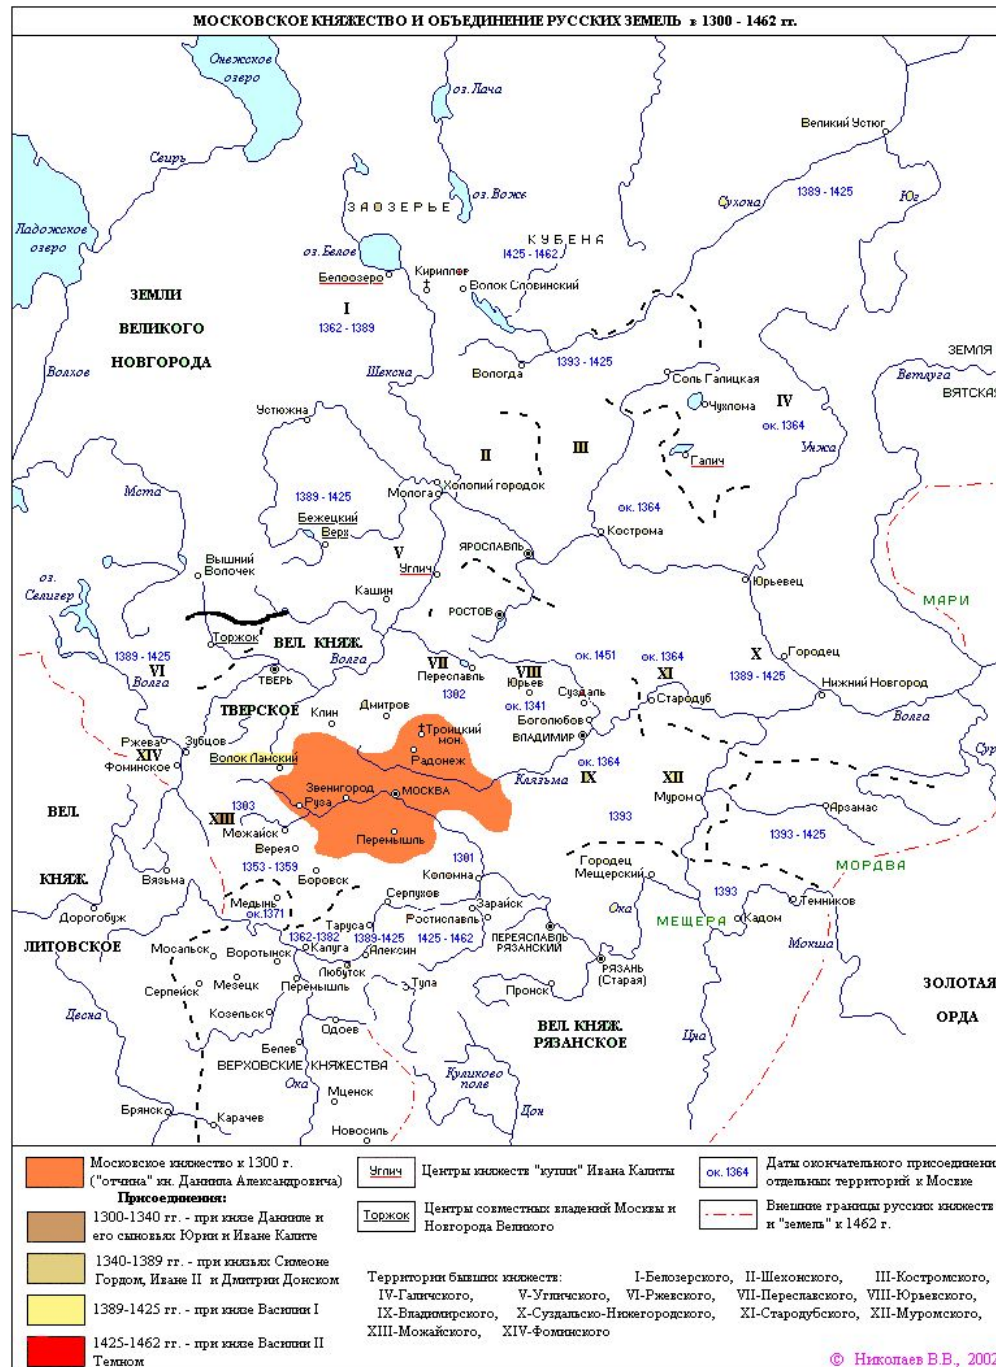 МОСКОВСКОЕ КНЯЖЕСТВО И ОБЪЕДИНЕНИЕ РУССКИХ ЗЕМЕЛЬ в 1300 - 1462 гг.
Онежское
озеро
оз. Лача
Великий Устюг
Свирь
оз. Воже
1389 - 1425
Сухона
Юг
ЗАОЗЕРЬЕ
Ладожское
озеро
КУБЕНА
1425 - 1462
оз. Белое
Белоозеро
Кириллов
Волок Словинский
ЗЕМЛИ
ВЕЛИКОГО
НОВГОРОДА
I
1362 - 1389
Волхов
Шексна
Вологда
1393 - 1425
ЗЕМЛЯ
Ветлуга
ВЯТСКАЯ
Соль Галицкая
Чухлома
IV
ок. 1364
Устюжна
II
III
Галич
Унжа
Мста
1389 - 1425
Молога
Холопий городок
ок. 1364
Бежецкий
Верх
Кострома
V
ЯРОСЛАВЛЬ
Вышний
Волочек
Углич
Юрьевец
оз.
Селигер
Кашин
МАРИ
РОСТОВ
Торжок
ВЕЛ. КНЯЖ.
Волга
ок. 1451
ок. 1364
X
Городец
1389 - 1425
VI
Волга
ТВЕРЬ
VII
Переславль
1302
VIII
Юрьев
ок. 1341
Суздаль
XI
Стародуб
1389 - 1425
Нижний Новгород
Волга
ТВЕРСКОЕ
Клин
Дмитров
Боголюбов
ВЛАДИМИР
Троицкий
мон.
Радонеж
Ржева
Зубцов
XIV
Фоминское
Волок Ламский
Клязьма
ок. 1364
IX
XII
Сур
Звенигород
Руза
МОСКВА
Муром
Арзамас
ВЕЛ.
1303
XIII
Можайск
Перемышль
1393
1393 - 1425
Верея
1353 - 1359
1301
Городец
Мещерский
МОРДВА
КНЯЖ.
Вязьма
Боровск
Коломна
Серпухов
Медынь
ок.1371
Зарайск
Ока
1393
Темников
Дорогобуж
Таруса
Ростиславль
МЕЩЕРА
Кадом
ЛИТОВСКОЕ
1362-1382
1389-1425
1425 - 1462
ПЕРЕЯСЛАВЛЬ
РЯЗАНСКИЙ
Мокша
Мосальск
Воротынск
Калуга
Алексин
Любутск
РЯЗАНЬ
(Старая)
Серпейск
Мезецк
Перемышль
Тула
Пронск
ЗОЛОТАЯ
Десна
Козельск
Одоев
ВЕЛ. КНЯЖ.
РЯЗАНСКОЕ
ОРДА
Цна
Белев
ВЕРХОВСКИЕ КНЯЖЕСТВА
Ока
Куликово
поле
Мценск
Дон
Брянск
Карачев
Новосиль
Московское княжество к 1300 г.
("отчина" кн. Даниила Александровича)
Присоединения:
1300-1340 гг. - при князе Данииле и
его сыновьях Юрии и Иване Калите
1340-1389 гг. - при князьях Симеоне
Гордом, Иване II и Дмитрии Донском
1389-1425 гг. - при князе Василии I
1425-1462 гг. - при князе Василии II
Темном
Углич
Центры княжеств "купли" Ивана Калиты
Торжок
Центры совместных владений Москвы и
Новгорода Великого
ок. 1364
Даты окончательного присоединени
отдельных территорий к Москве
Внешние границы русских княжеств
и "земель" к 1462 г.
Территории бывших княжеств: I-Белозерского, II-Шехонского, III-Костромского,
IV-Галичского, V-Угличского, VI-Ржевского, VII-Переславского, VIII-Юрьевского,
IX-Владимирского, X-Суздальско-Нижегородского, XI-Стародубского, XII-Муромского,
XIII-Можайского, XIV-Фоминского
© Николаев В.В., 2002